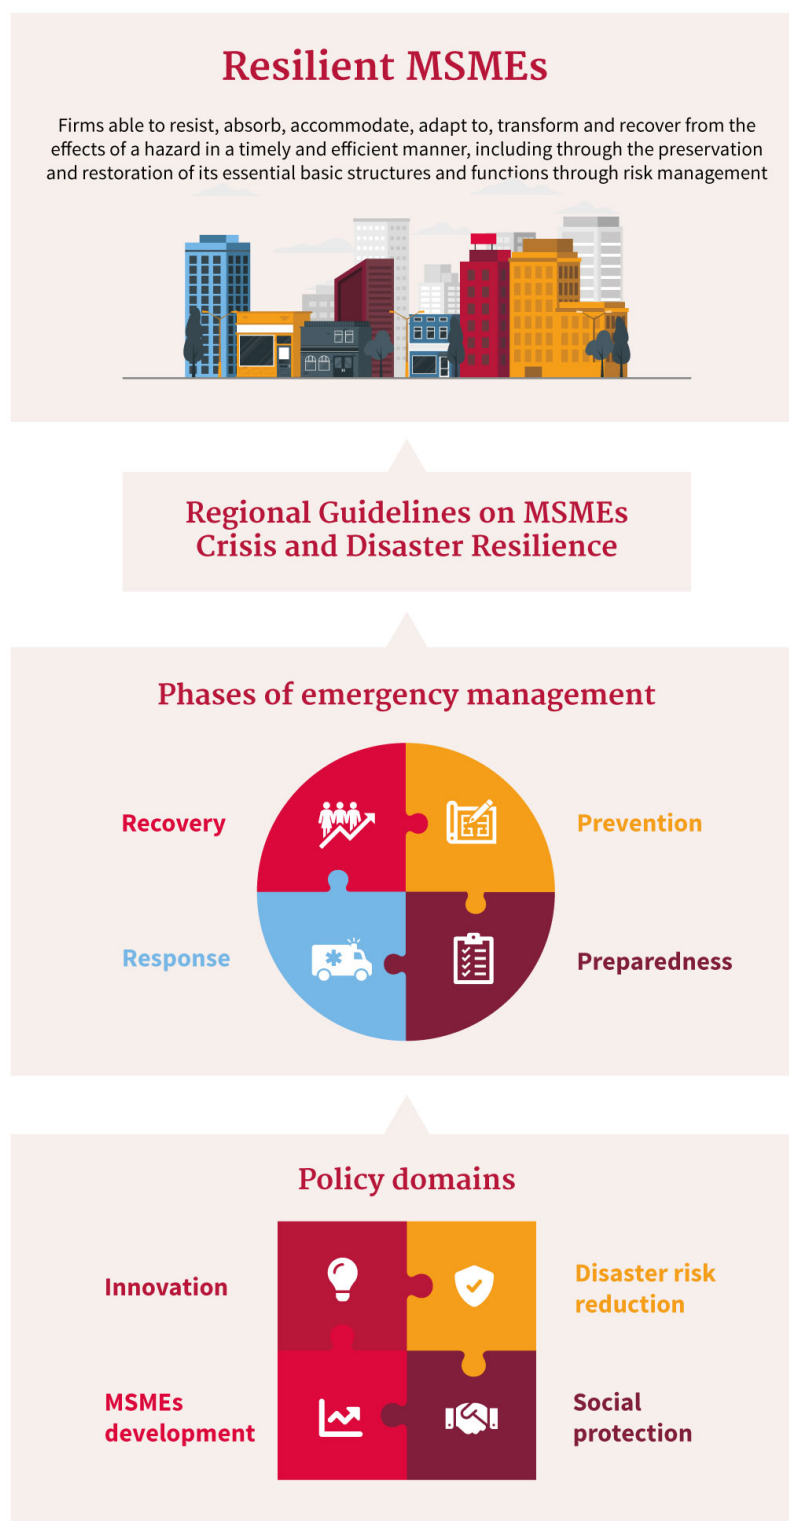 Resilient MSMEs
Firms able to resist, absorb, accommodate, adapt to, transform and recover from the
effects of a hazard in a timely and efficient manner, including through the preservation
and restoration of its essential basic structures and functions through risk management
Regional Guidelines on MSMEs
Crisis and Disaster Resilience
Phases of emergency management
Recovery
Prevention
Response
Preparedness
Policy domains
Innovation
Disaster risk
reduction
MSMEs
development
Social
protection